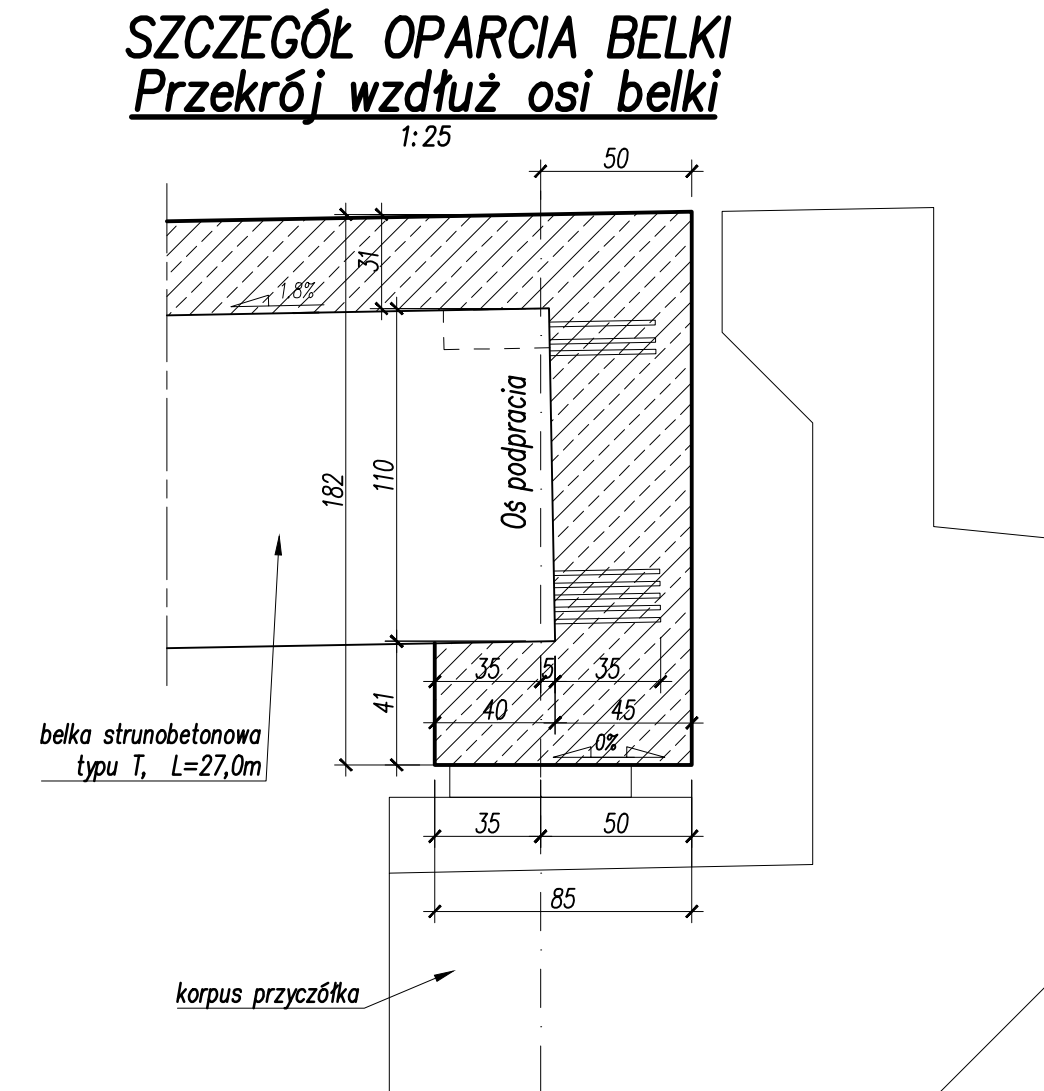 SZCZEGÓŁ OPARCIA BELKI
Przekrój wzdłuż osi belki
1:25
50
31
1.8%
Oś podpracia
110
182
35 5 35
41
40 45
0%
belka strunobetonowa
typu T, L=27,0m
35 50
85
korpus przyczółka